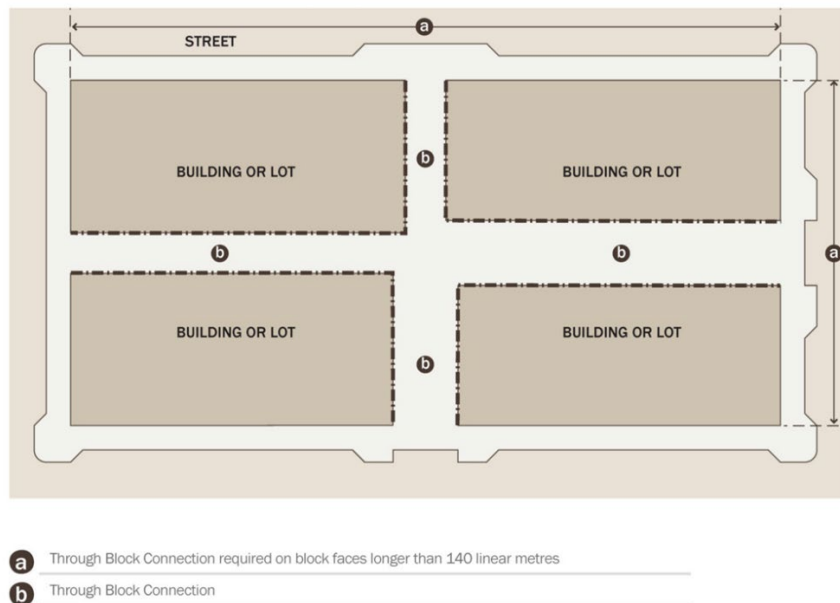 a
STREET
b
BUILDING OR LOT
BUILDING OR LOT
b
b
a
BUILDING OR LOT
BUILDING OR LOT
b
a Through Block Connection required on block faces longer than 140 linear metres
b Through Block Connection